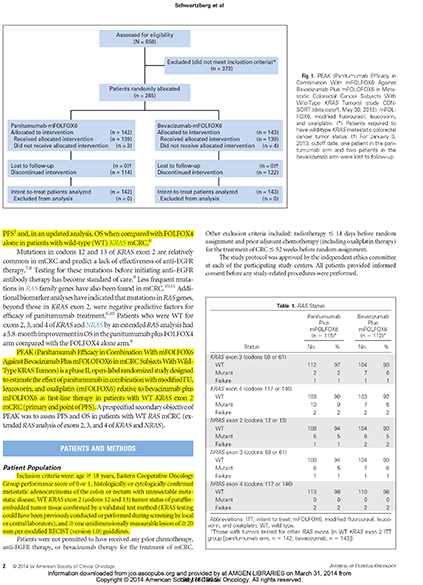 Schwartzberg et al
Assessed for eligibility
(N = 658)
Excluded (did not meet inclusion criteria)*
(n = 373)
Patients randomly allocated
(n = 285)
Panitumumab-mFOLFOX6
Allocated to intervention (n = 142)
Received allocated intervention (n = 139)
Did not receive allocated intervention (n = 3)
Bevacizumab-mFOLFOX6
Allocated to intervention (n = 143)
Received allocated intervention (n = 139)
Did not receive allocated intervention (n = 4)
Lost to follow-up (n = 0)†
Discontinued intervention (n = 114)
Lost to follow-up (n = 0)†
Discontinued intervention (n = 122)
Intent-to-treat patients analyzed (n = 142)
Excluded from analysis (n = 0)
Intent-to-treat patients analyzed (n = 143)
Excluded from analysis (n = 0)
Fig 1. PEAK (Panitumumab Efficacy in
Combination With mFOLFOX6 Against
Bevacizumab Plus mFOLFOX6 in Meta-
static Colorectal Cancer Subjects With
Wild-Type KRAS Tumors) study CON-
SORT (data cutoff, May 30, 2012). mFOL-
FOX6, modified fluorouracil, leucovorin,
and oxaliplatin. (*) Patients required to
have wild-type KRAS metastatic colorectal
cancer tumor status. (†) For January 3,
2013, cutoff date, one patient in the pani-
tumumab arm and two patients in the
bevacizumab arm were lost to follow-up.
PFS and, in an updated analysis, OS when compared with FOLFOX4
alone in patients with wild-type (WT) KRAS mCRC.
Mutations in codons 12 and 13 of KRAS exon 2 are relatively
common in mCRC and predict a lack of effectiveness of anti-EGFR
therapy. Testing for these mutations before initiating anti-EGFR
antibody therapy has become standard of care. Less frequent muta-
tions in RAS family genes have also been found in mCRC. Addi-
tional biomarker analyses have indicated that mutations in RAS genes,
beyond those in KRAS exon 2, were negative predictive factors for
efficacy of panitumumab treatment. Patients who were WT for
exons 2, 3, and 4 of KRAS and NRAS by an extended RAS analysis had
a 5.8-month improvement in OS in the panitumumab plus FOLFOX4
arm compared with the FOLFOX4 alone arm.
PEAK (Panitumumab Efficacy in Combination With mFOLFOX6
Against Bevacizumab Plus mFOLFOX6 in mCRC Subjects With Wild-
Type KRAS Tumors) is a phase II, open-label randomized study designed
to estimate the effect of panitumumab in combination with modified FU,
leucovorin, and oxaliplatin (mFOLFOX6) relative to bevacizumab plus
mFOLFOX6 as first-line therapy in patients with WT KRAS exon 2
mCRC (primary end point of PFS). A prespecified secondary objective of
PEAK was to assess PFS and OS in patients with WT RAS mCRC (ex-
tended RAS analysis of exons 2, 3, and 4 of KRAS and NRAS).
PATIENTS AND METHODS
Patient Population
Inclusion criteria were: age ≥ 18 years, Eastern Cooperative Oncology
Group performance score of 0 or 1, histologically or cytologically confirmed
metastatic adenocarcinoma of the colon or rectum with unresectable meta-
static disease, WT KRAS exon 2 (codons 12 and 13) tumor status of paraffin-
embedded tumor tissue confirmed by a validated test method (KRAS testing
could have been previously conducted or performed during screening by local
or central laboratory), and ≥ one unidimensionally measurable lesion of ≥ 20
mm per modified RECIST (version 1.0) guidelines.
Patients were not permitted to have received any prior chemotherapy,
anti-EGFR therapy, or bevacizumab therapy for the treatment of mCRC.
Other exclusion criteria included: radiotherapy ≤ 14 days before random
assignment and prior adjuvant chemotherapy (including oxaliplatin therapy)
for the treatment of CRC ≤ 52 weeks before random assignment.
The study protocol was approved by the independent ethics committee
at each of the participating study centers. All patients provided informed
consent before any study-related procedures were performed.
Table 1. RAS Status
Panitumumab Plus mFOLFOX6 (n = 115)*
Bevacizumab Plus mFOLFOX6 (n = 113)*
Status No. % No. %
KRAS exon 3 (codons 59 or 61)
WT 112 97 104 93
Mutant 2 2 7 6
Failure 1 1 1 1
KRAS exon 4 (codons 117 or 146)
WT 103 90 103 92
Mutant 10 9 7 6
Failure 2 2 2 2
NRAS exon 2 (codons 12 or 13)
WT 108 94 104 93
Mutant 6 5 6 5
Failure 1 1 2 2
NRAS exon 3 (codons 59 or 61)
WT 108 94 104 93
Mutant 6 5 7 6
Failure 1 1 1 1
NRAS exon 4 (codons 117 or 146)
WT 113 98 110 98
Mutant 0 0 0 0
Failure 2 2 2 2
Abbreviations: ITT, intent to treat; mFOLFOX6, modified fluorouracil, leuco-
vorin, and oxaliplatin; WT, wild type.
*Those with tumors tested for other RAS exons (in WT KRAS exon 2 ITT
group [panitumumab arm, n = 142; bevacizumab, n = 143]).
2 © 2014 by American Society of Clinical Oncology
JOURNAL OF CLINICAL ONCOLOGY
Information downloaded from jco.ascopubs.org and provided by at AMGEN LIBRARIES on March 31, 2014 from
Copyright © 2014 American Society of Clinical Oncology. All rights reserved.